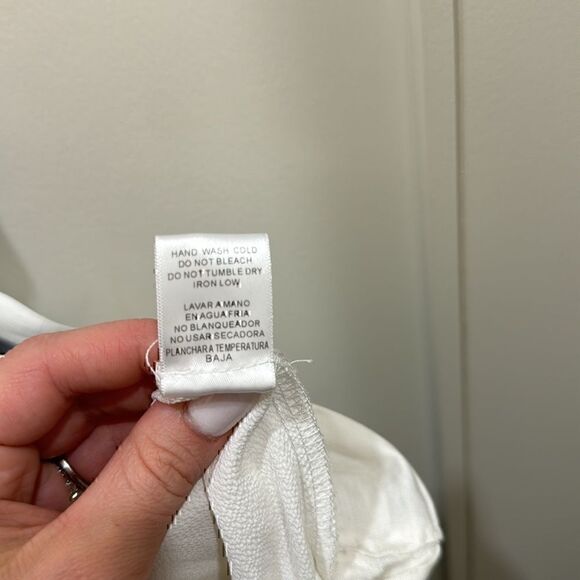 HAND WASH COLD
DO NOT BLEACH
DO NOT TUMBLE DRY
IRON LOW
LAVAR A MANO
EN AGUA FRIA
NO BLANQUEADOR
NO USAR SECADORA
PLANCHAR A TEMPERATURA
BAJA